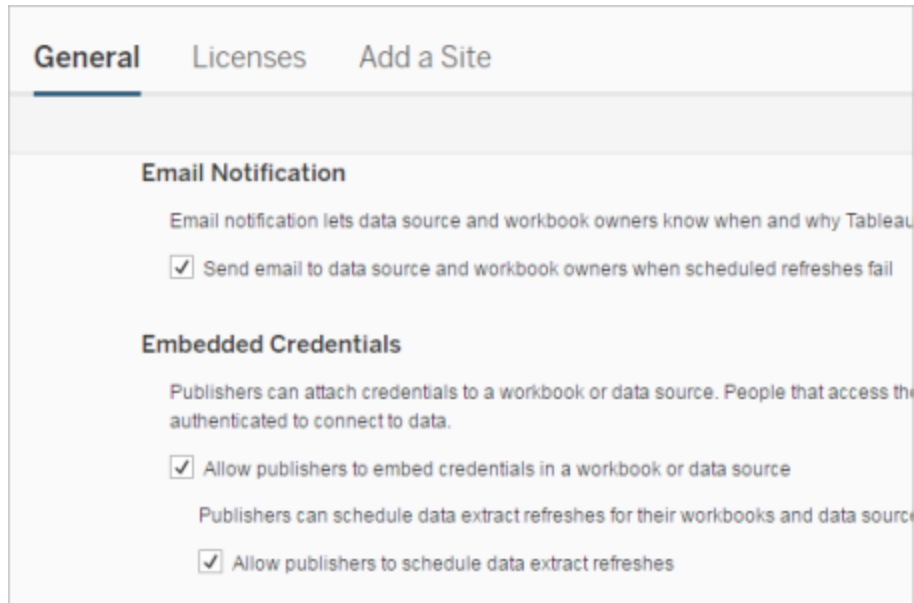 General Licenses Add a Site
Email Notification
Email notification lets data source and workbook owners know when and why Tableau
Send email to data source and workbook owners when scheduled refreshes fail
Embedded Credentials
Publishers can attach credentials to a workbook or data source. People that access the
authenticated to connect to data.
Allow publishers to embed credentials in a workbook or data source
Publishers can schedule data extract refreshes for their workbooks and data source
Allow publishers to schedule data extract refreshes